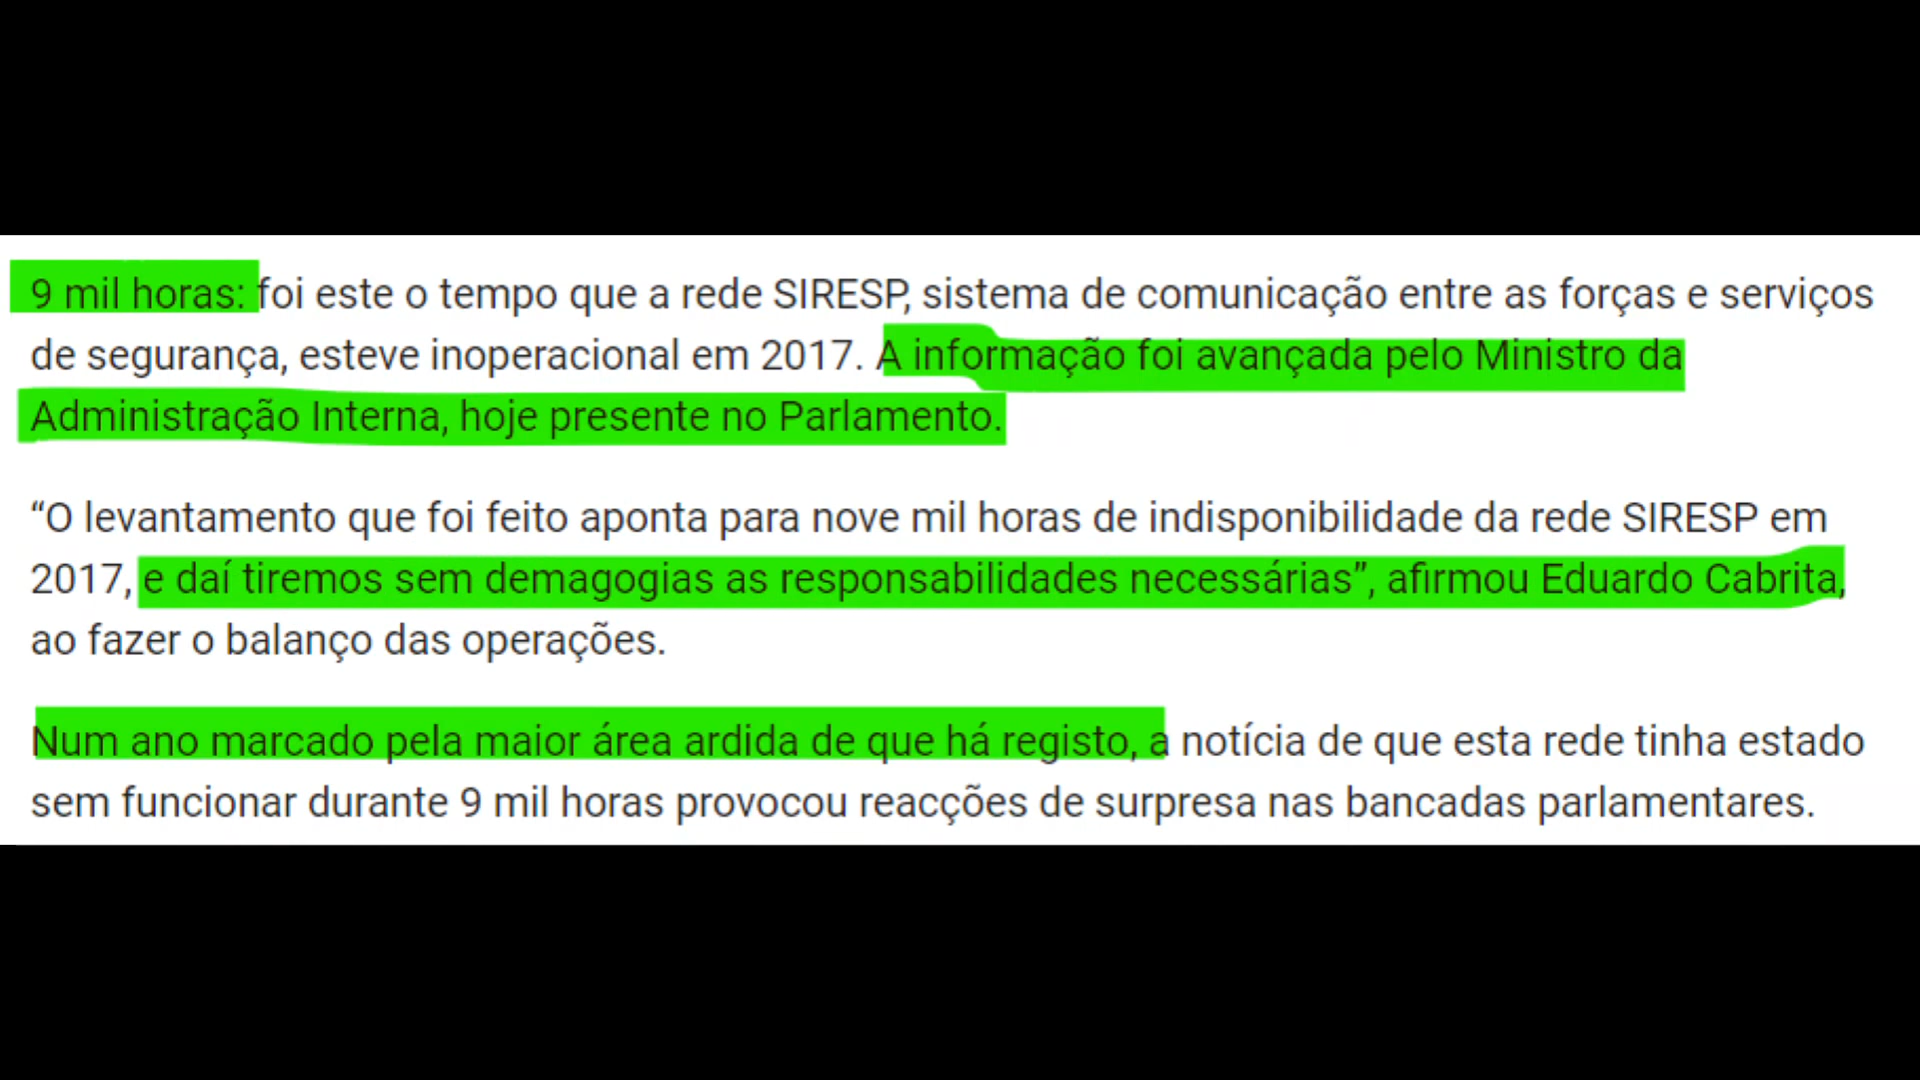 9 mil horas: foi este o tempo que a rede SIRESP, sistema de comunicação entre as forças e serviços
de segurança, esteve inoperacional em 2017. A informação foi avançada pelo Ministro da
Administração Interna, hoje presente no Parlamento.
“O levantamento que foi feito aponta para nove mil horas de indisponibilidade da rede SIRESP em
2017, e daí tiremos sem demagogias as responsabilidades necessárias”, afirmou Eduardo Cabrita,
ao fazer o balanço das operações.
Num ano marcado pela maior área ardida de que há registo, a notícia de que esta rede tinha estado
sem funcionar durante 9 mil horas provocou reacções de surpresa nas bancadas parlamentares.